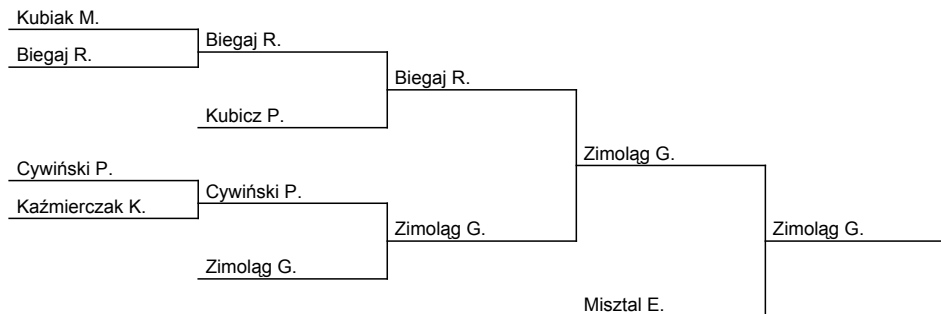 Kubiak M.
Biegaj R.
Biegaj R.
Kubicz P.
Biegaj R.
Cywiński P.
Kaźmierczak K.
Cywiński P.
Zimoląg G.
Zimoląg G.
Zimoląg G.
Misztal E.
Zimoląg G.